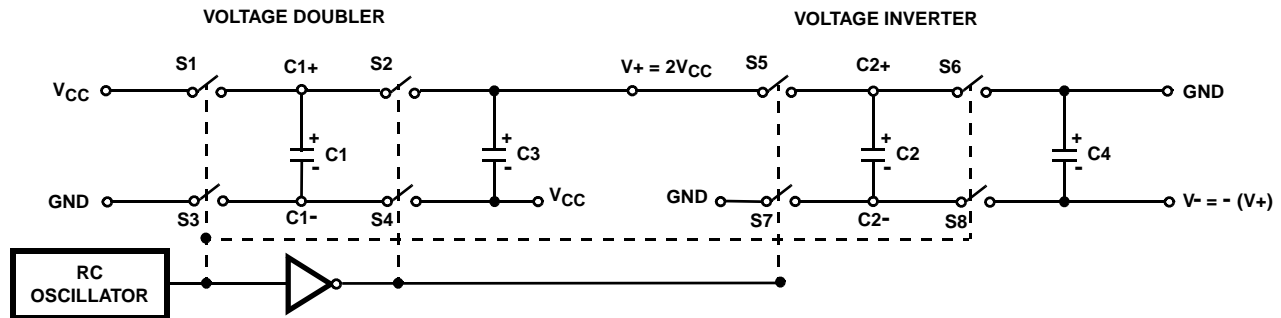 VOLTAGE DOUBLER
VOLTAGE INVERTER
S1 C1+ S2 V+ = 2VCC S5 C2+ S6
VCC GND
+ C1 - + C3 - + C2 - + C4 -
GND S3 C1- S4 VCC GND S7 C2- S8 V- = - (V+)
RC
OSCILLATOR